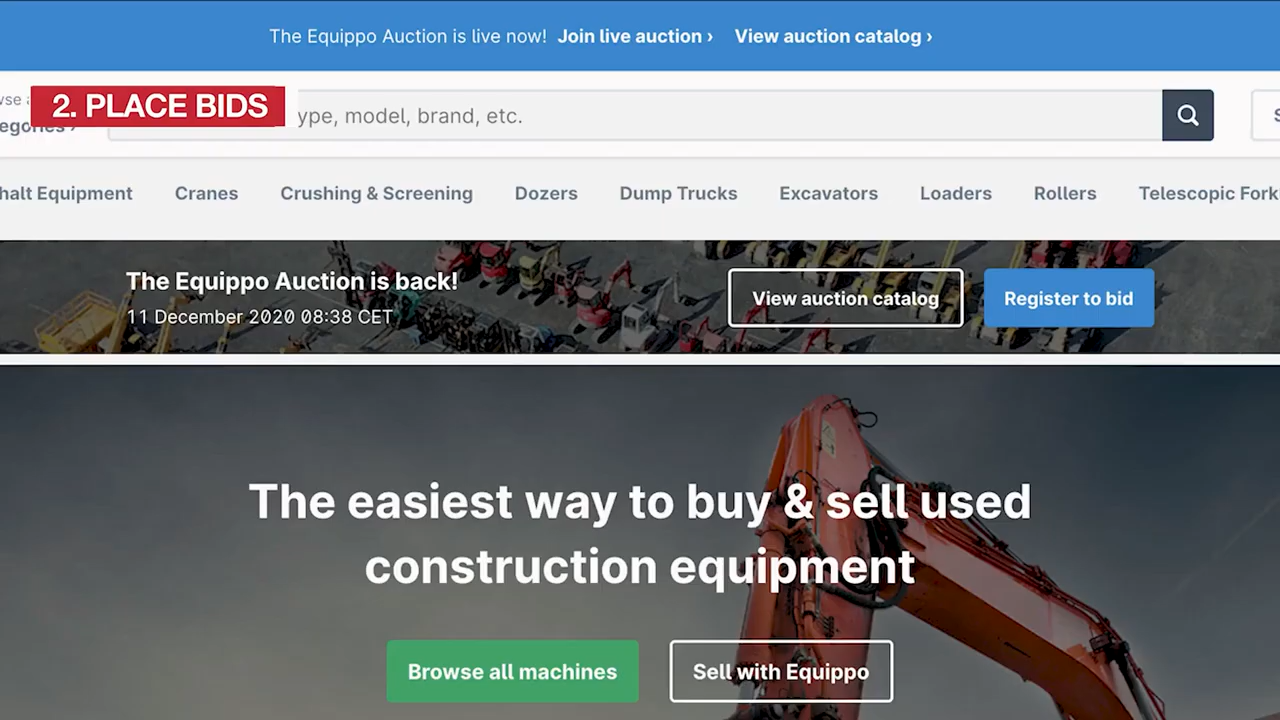 The Equippo Auction is live now! Join live auction › View auction catalog ›
2. PLACE BIDS
ype, model, brand, etc.
halt Equipment Cranes Crushing & Screening Dozers Dump Trucks Excavators Loaders Rollers Telescopic Fork
The Equippo Auction is back!
11 December 2020 08:38 CET
View auction catalog Register to bid
The easiest way to buy & sell used
construction equipment
Browse all machines Sell with Equippo